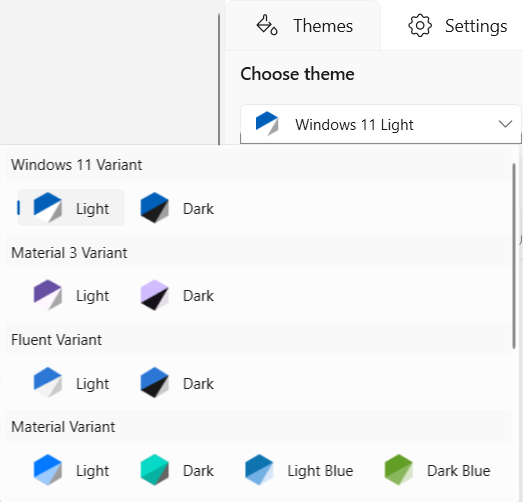 Themes Settings
Choose theme
Windows 11 Light
Windows 11 Variant
Light Dark
Material 3 Variant
Light Dark
Fluent Variant
Light Dark
Material Variant
Light Dark Light Blue Dark Blue